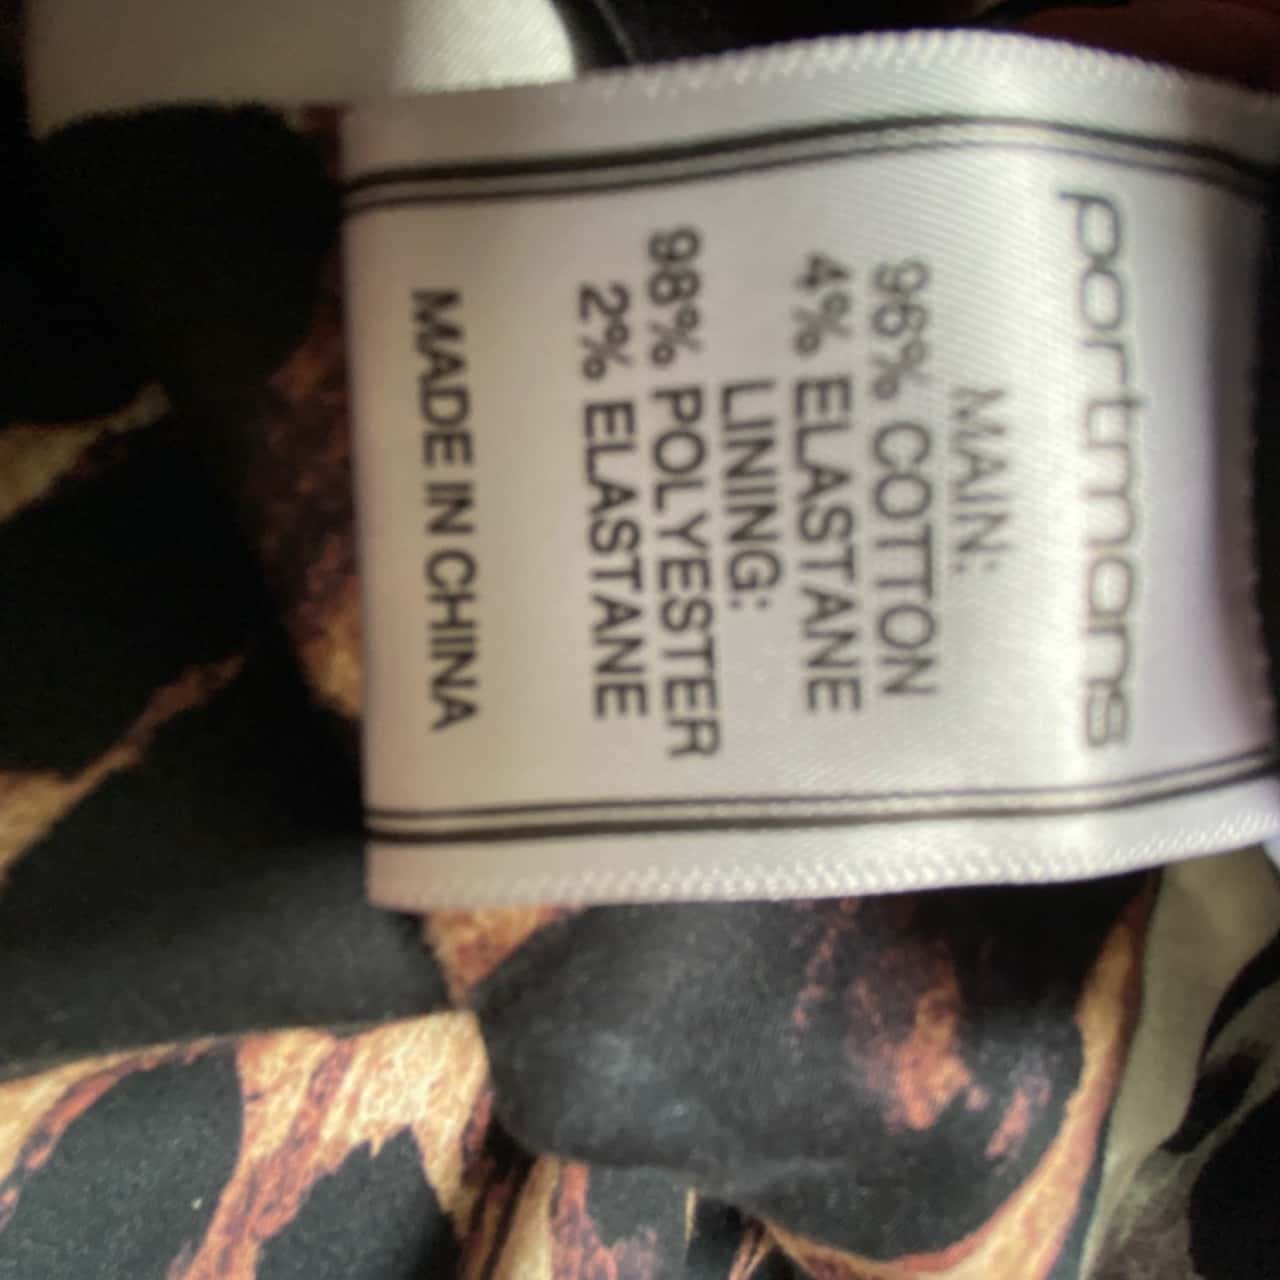 portmans
MAIN:
96% COTTON
4% ELASTANE
LINING:
98% POLYESTER
2% ELASTANE
MADE IN CHINA